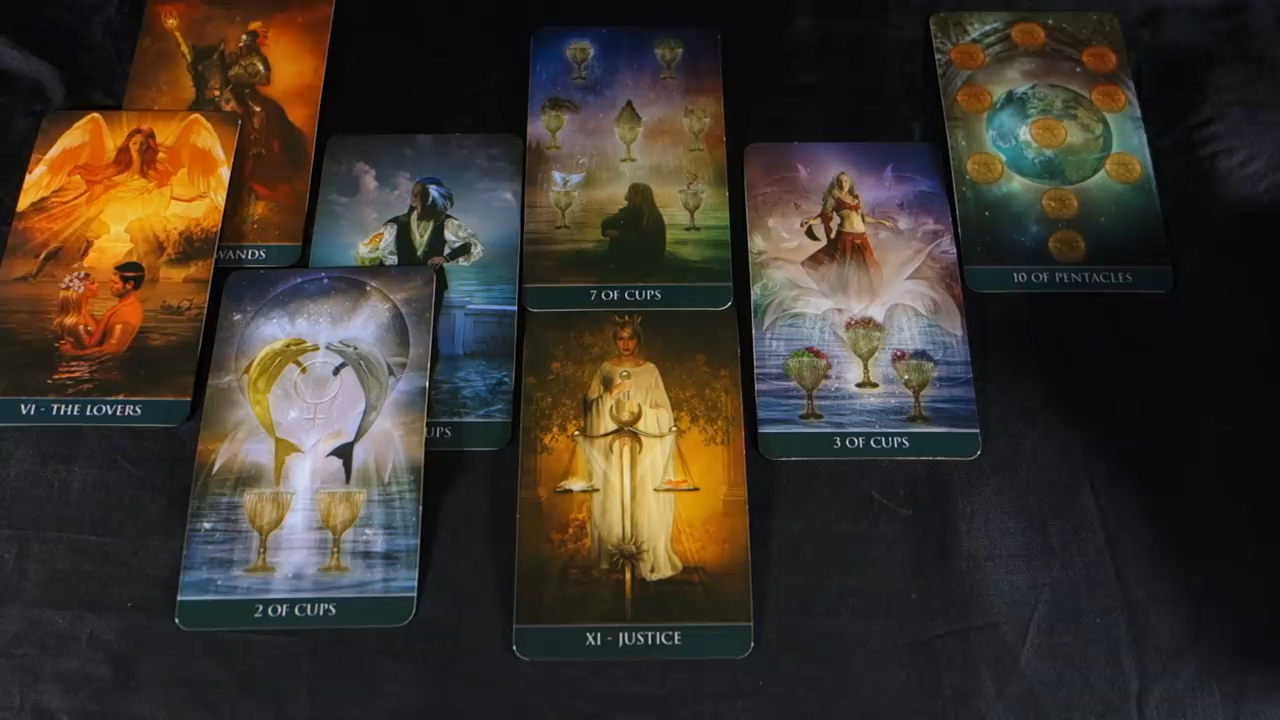 WANDS
VI - THE LOVERS
UPS
2 OF CUPS
7 OF CUPS
XI - JUSTICE
3 OF CUPS
10 OF PENTACLES